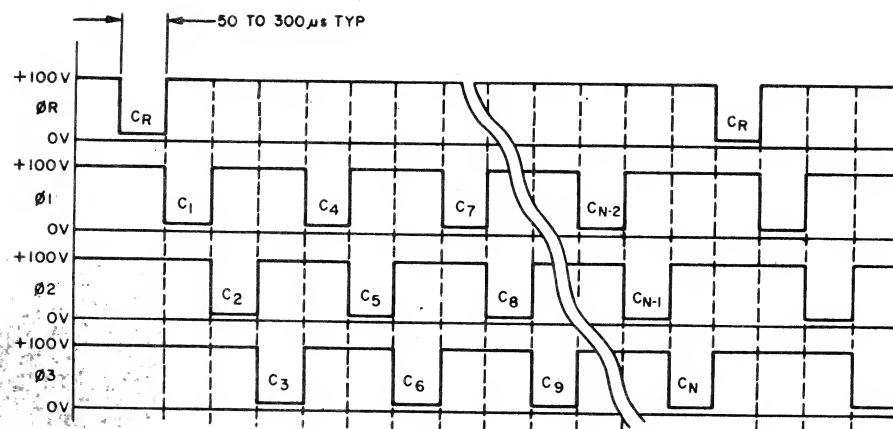 50 TO 300µs TYP
+100V
ØR
0V
CR
CR
+100V
Ø1
0V
C1
C4
C7
CN-2
+100V
Ø2
0V
C2
C5
C8
CN-1
+100V
Ø3
0V
C3
C6
C9
CN